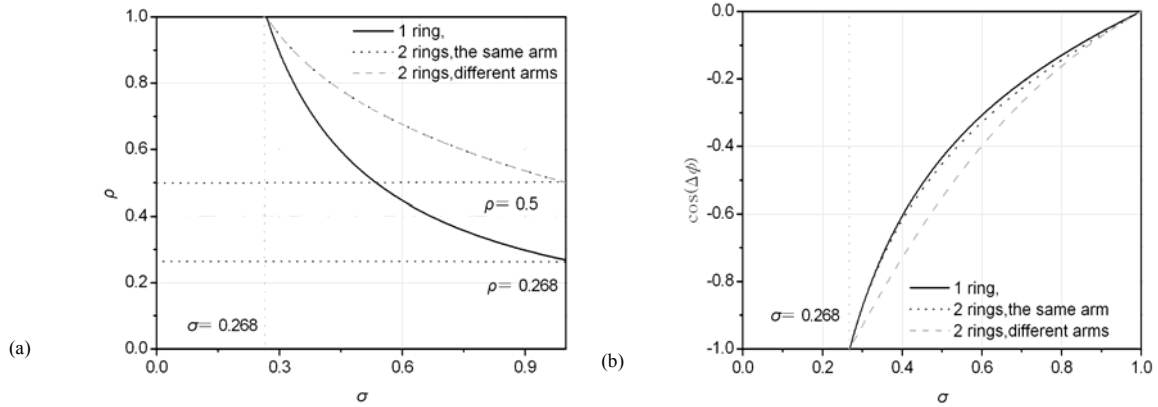 (a)
1.0
0.8
0.6
0.4
0.2
0.0
ρ
1 ring,
2 rings,the same arm
2 rings,different arms
ρ= 0.5
ρ= 0.268
σ= 0.268
0.3
0.6
0.9
σ
(b)
0.0
-0.2
-0.4
-0.6
-0.8
-1.0
cos(Δϕ)
σ= 0.268
1 ring,
2 rings,the same arm
2 rings,different arms
0.0
0.2
0.4
0.6
0.8
1.0
σ